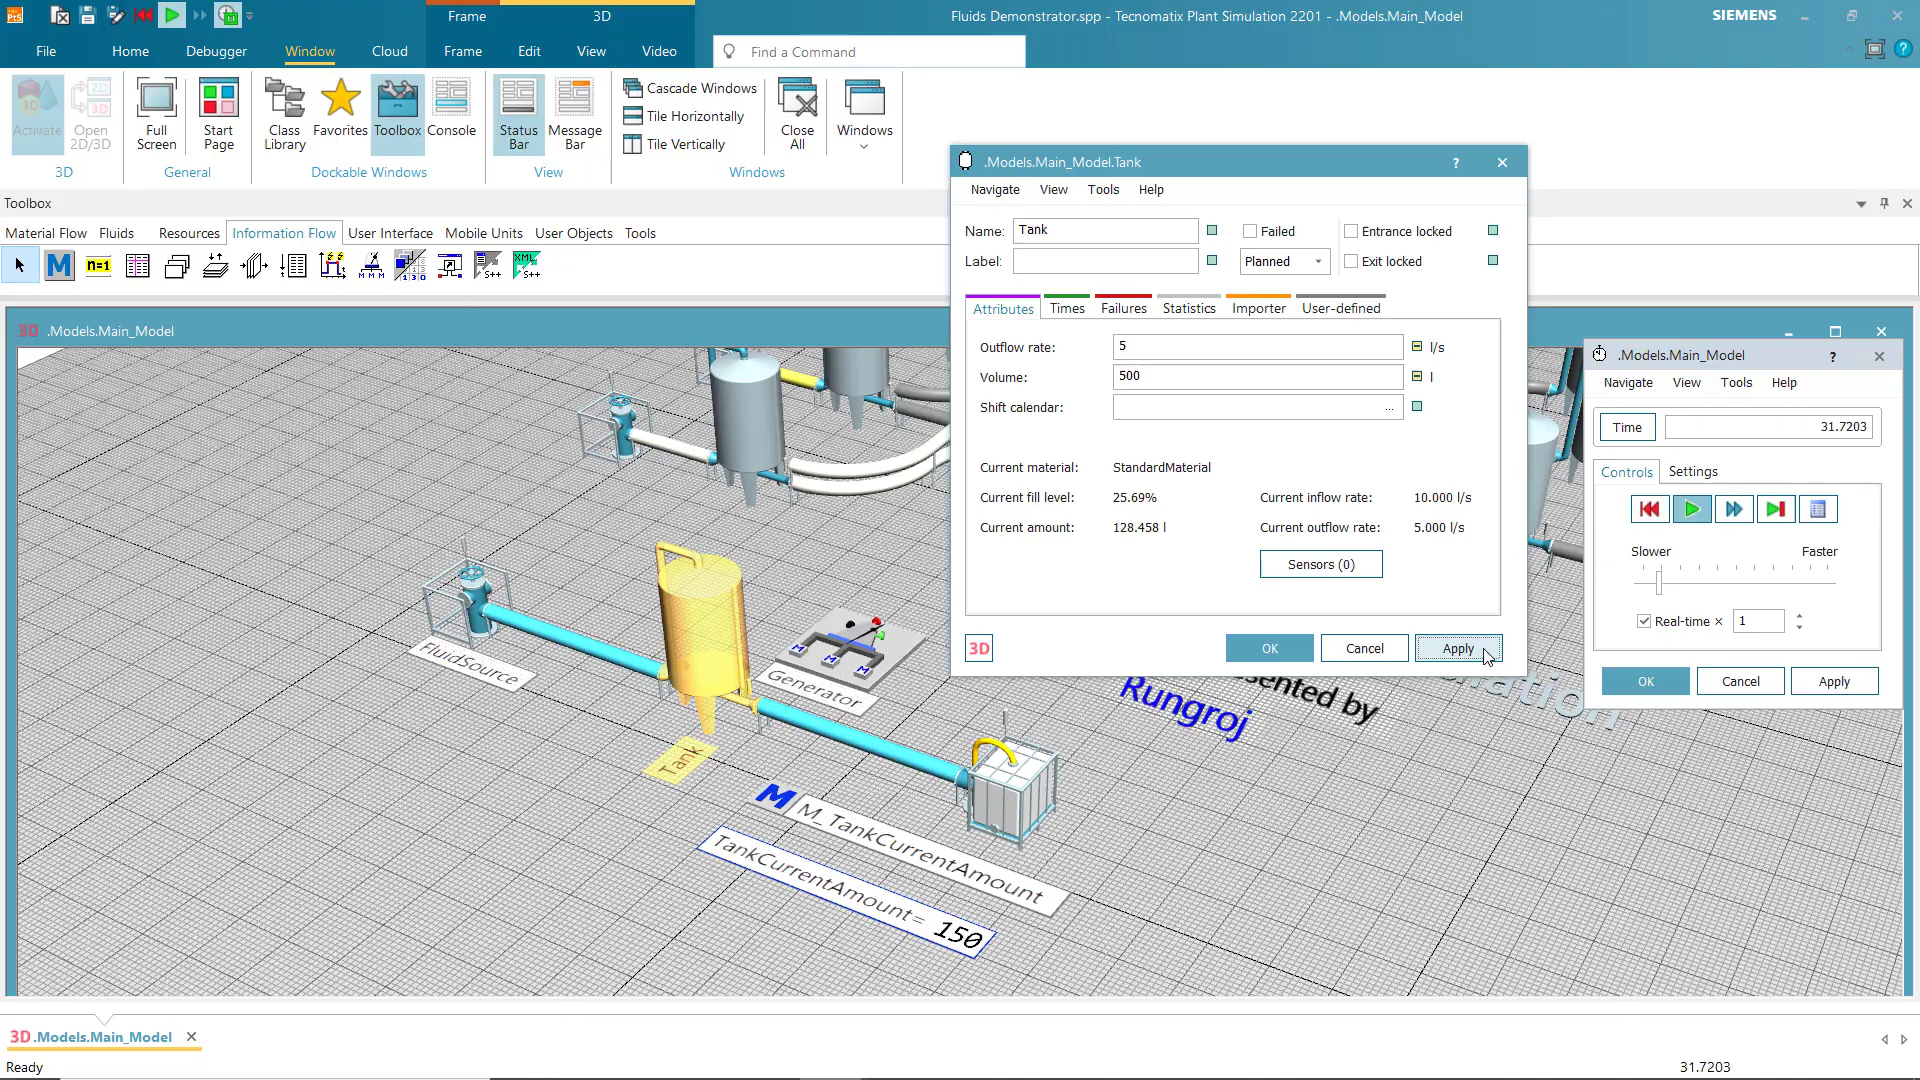 Frame
3D
Fluids Demonstrator.spp - Tecnomatix Plant Simulation 2201 - .Models.Main_Model
SIEMENS
File
Home
Debugger
Window
Cloud
Frame
Edit
View
Video
Find a Command
Activate
Open 2D/3D
3D
Full Screen
Start Page
General
Class Library
Favorites
Toolbox
Console
Dockable Windows
Status Bar
Message Bar
View
Cascade Windows
Tile Horizontally
Tile Vertically
Close All
Windows
Windows
Toolbox
Material Flow
Fluids
Resources
Information Flow
User Interface
Mobile Units
User Objects
Tools
M
n=1
3D .Models.Main_Model
.Models.Main_Model.Tank
?
Navigate
View
Tools
Help
Name:
Tank
Failed
Entrance locked
Label:
Planned
Exit locked
Attributes
Times
Failures
Statistics
Importer
User-defined
Outflow rate:
5
l/s
Volume:
500
l
Shift calendar:
...
Current material:
StandardMaterial
Current fill level:
25.69%
Current inflow rate:
10.000 l/s
Current amount:
128.458 l
Current outflow rate:
5.000 l/s
Sensors (0)
3D
OK
Cancel
Apply
.Models.Main_Model
?
Navigate
View
Tools
Help
Time
31.7203
Controls
Settings
Slower
Faster
Real-time ×
1
OK
Cancel
Apply
FluidSource
Tank
Generator
M
M_TankCurrentAmount
TankCurrentAmount= 150
Rungroj
3D .Models.Main_Model
Ready
31.7203